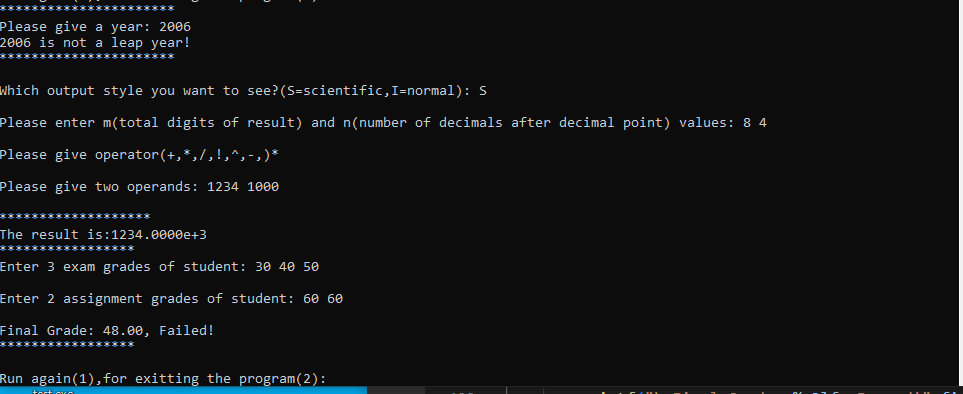 **********************
Please give a year: 2006
2006 is not a leap year!
**********************
Which output style you want to see?(S=scientific,I=normal): S
Please enter m(total digits of result) and n(number of decimals after decimal point) values: 8 4
Please give operator(+,*,/,!,^,-,)*
Please give two operands: 1234 1000
*******************
The result is:1234.0000e+3
*****************
Enter 3 exam grades of student: 30 40 50
Enter 2 assignment grades of student: 60 60
Final Grade: 48.00, Failed!
*****************
Run again(1),for exitting the program(2):
test.exe